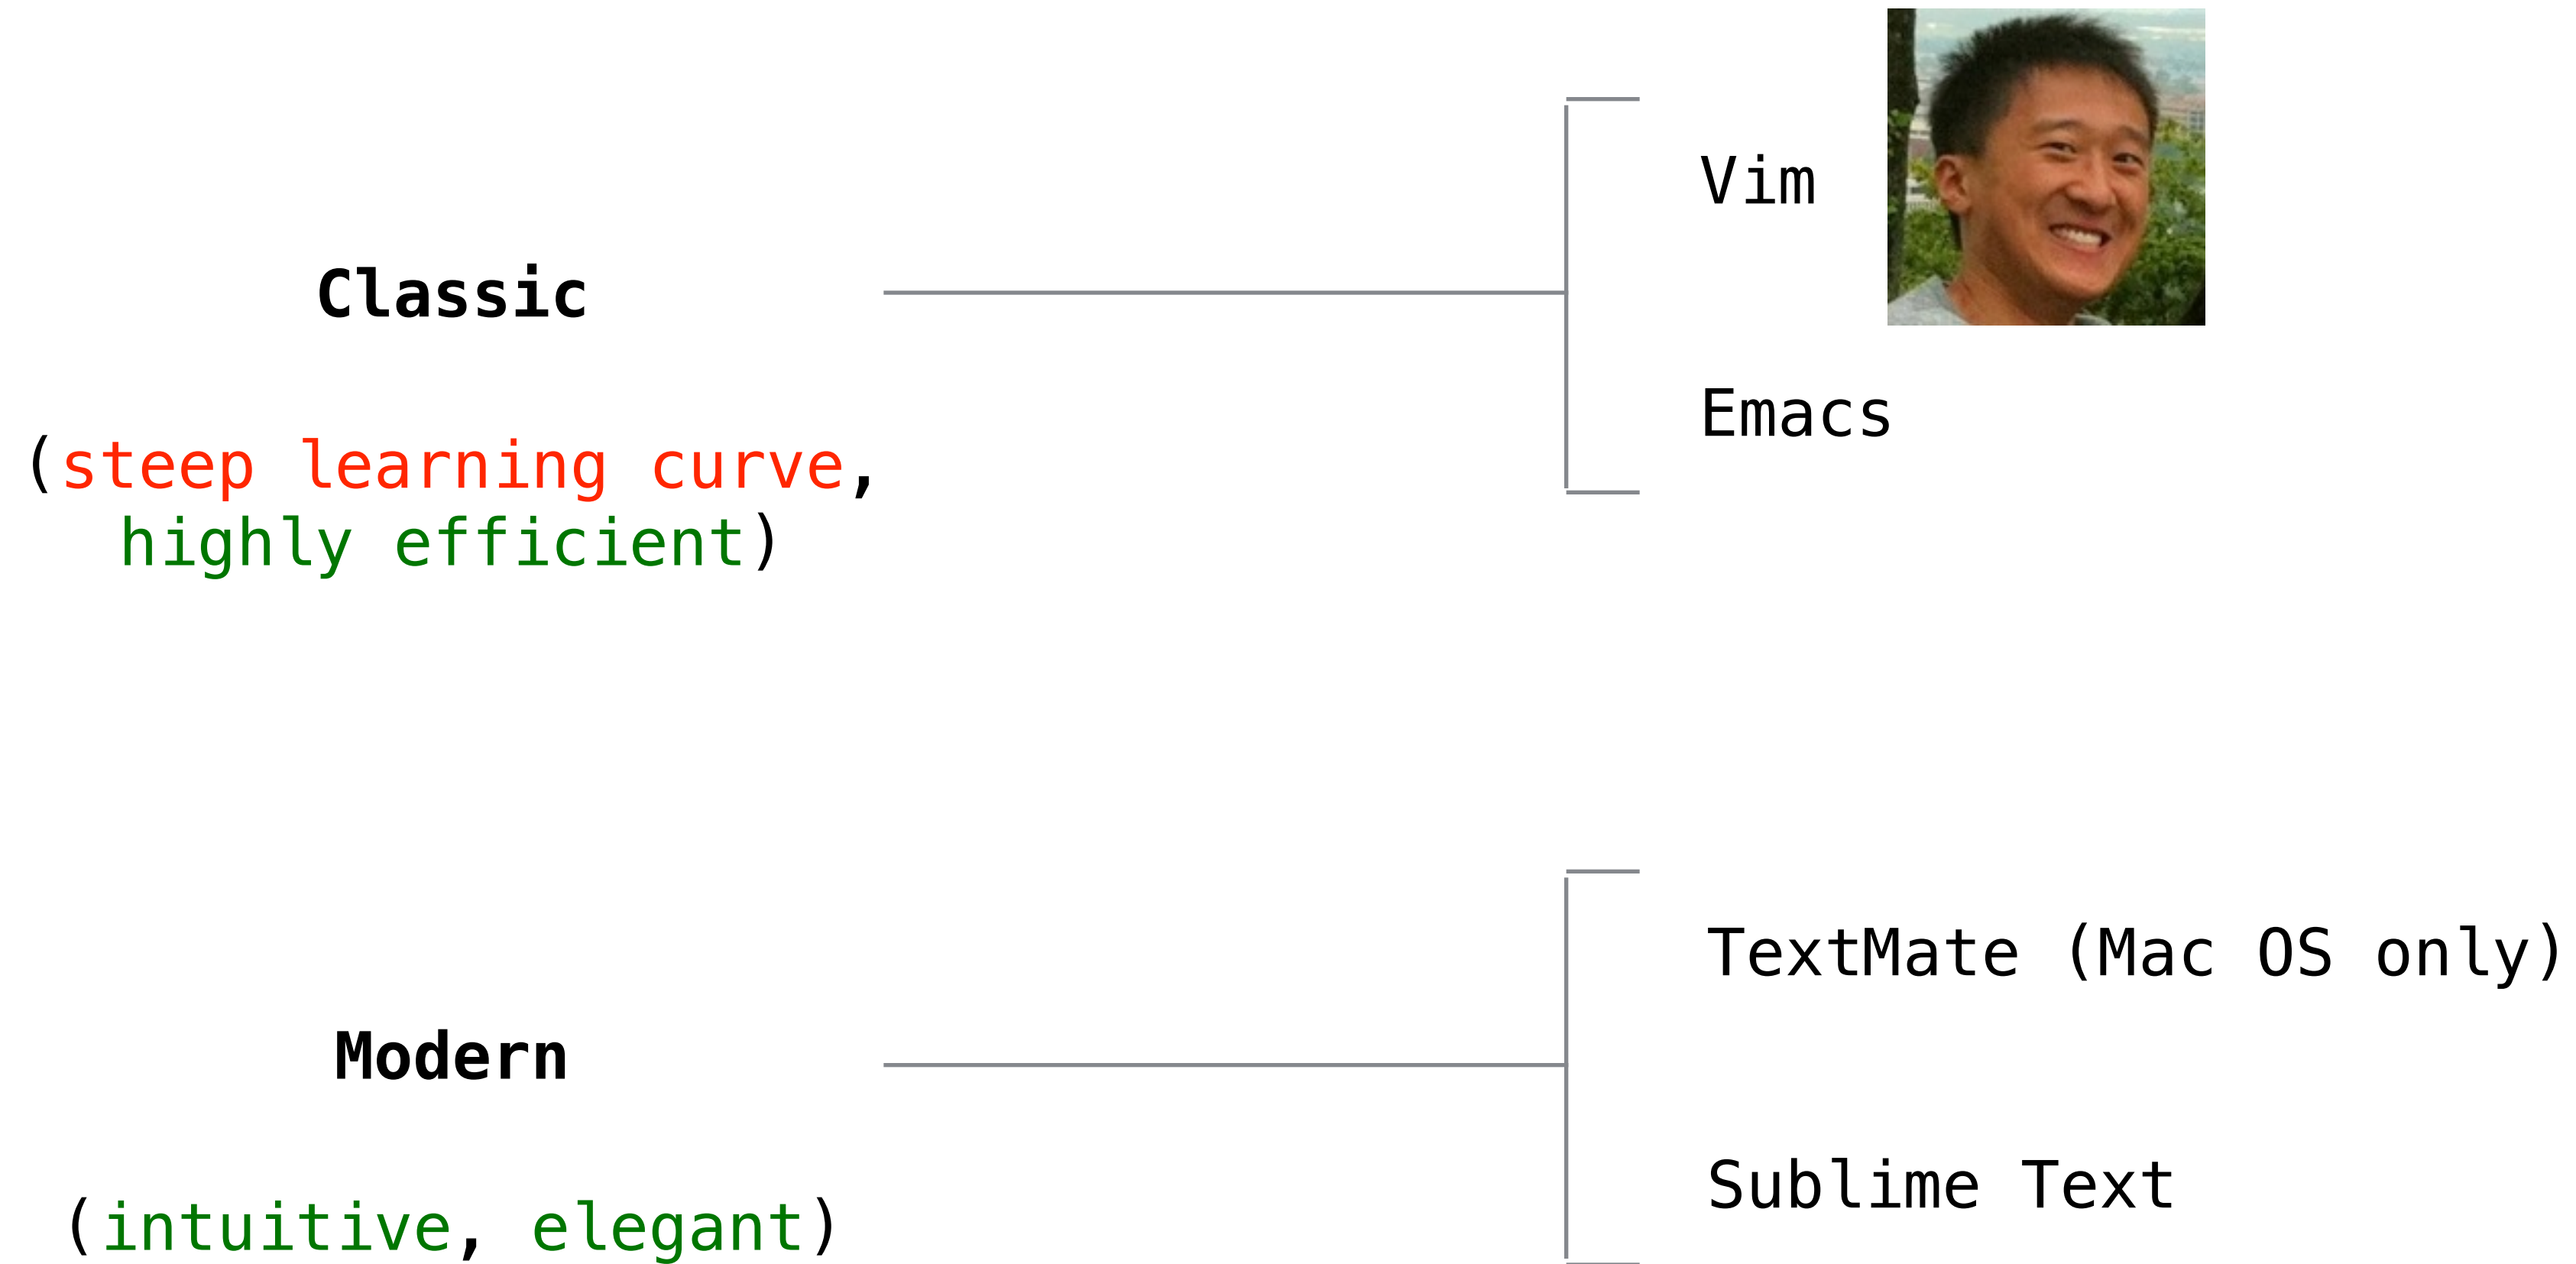 Classic
(steep learning curve,
highly efficient)
Vim
Emacs
Modern
(intuitive, elegant)
TextMate (Mac OS only)
Sublime Text